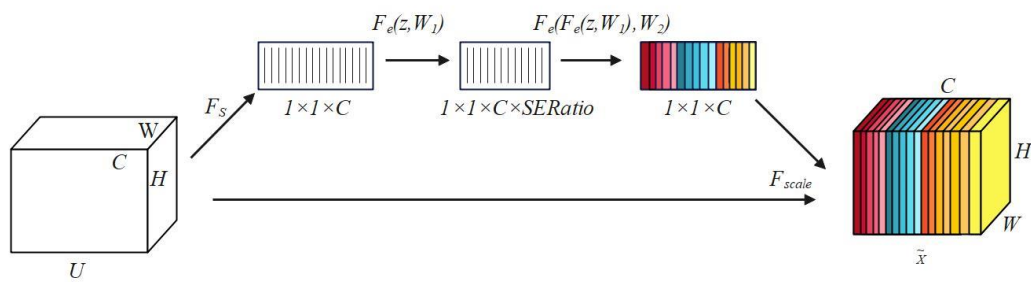 F_e(z,W_1)
F_e(F_e(z,W_1),W_2)
F_S
1×1×C
1×1×C×SERatio
1×1×C
C
W
C
H
H
F_scale
W
U
X̃